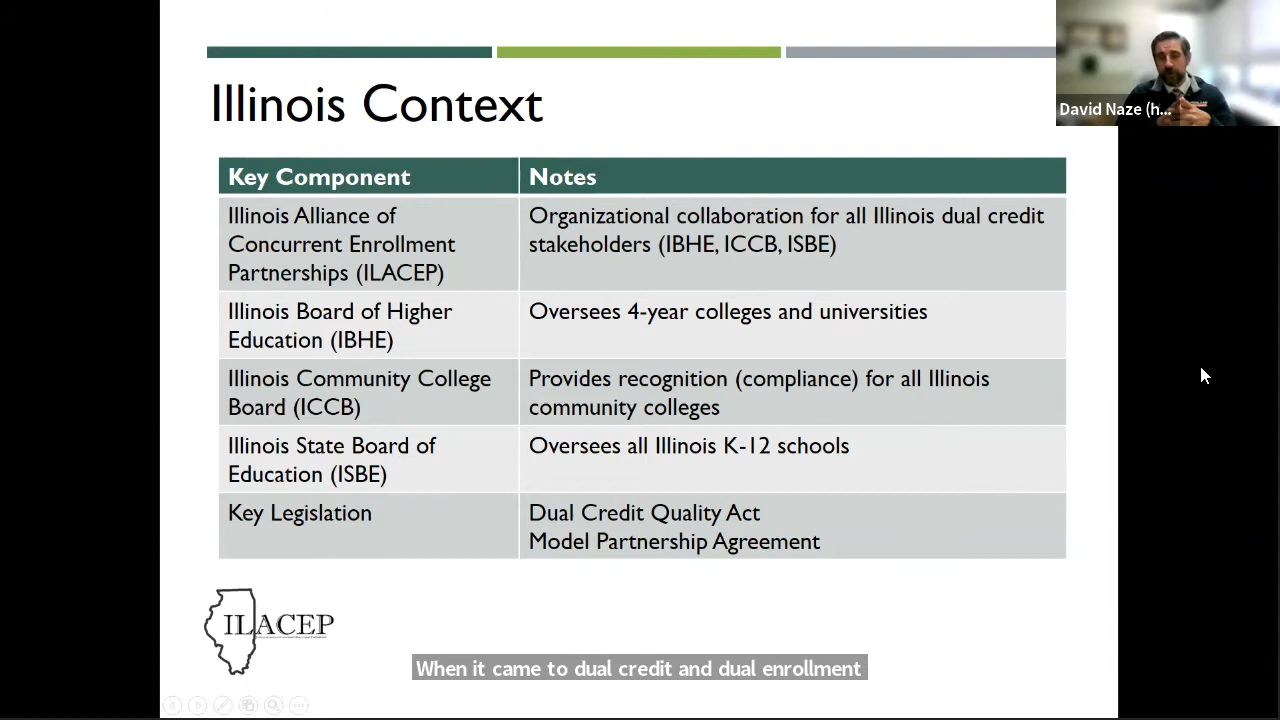 Illinois Context
David Naze (h...
Key Component
Notes
Illinois Alliance of
Concurrent Enrollment
Partnerships (ILACEP)
Organizational collaboration for all Illinois dual credit
stakeholders (IBHE, ICCB, ISBE)
Illinois Board of Higher
Education (IBHE)
Oversees 4-year colleges and universities
Illinois Community College
Board (ICCB)
Provides recognition (compliance) for all Illinois
community colleges
Illinois State Board of
Education (ISBE)
Oversees all Illinois K-12 schools
Key Legislation
Dual Credit Quality Act
Model Partnership Agreement
ILACEP
When it came to dual credit and dual enrollment